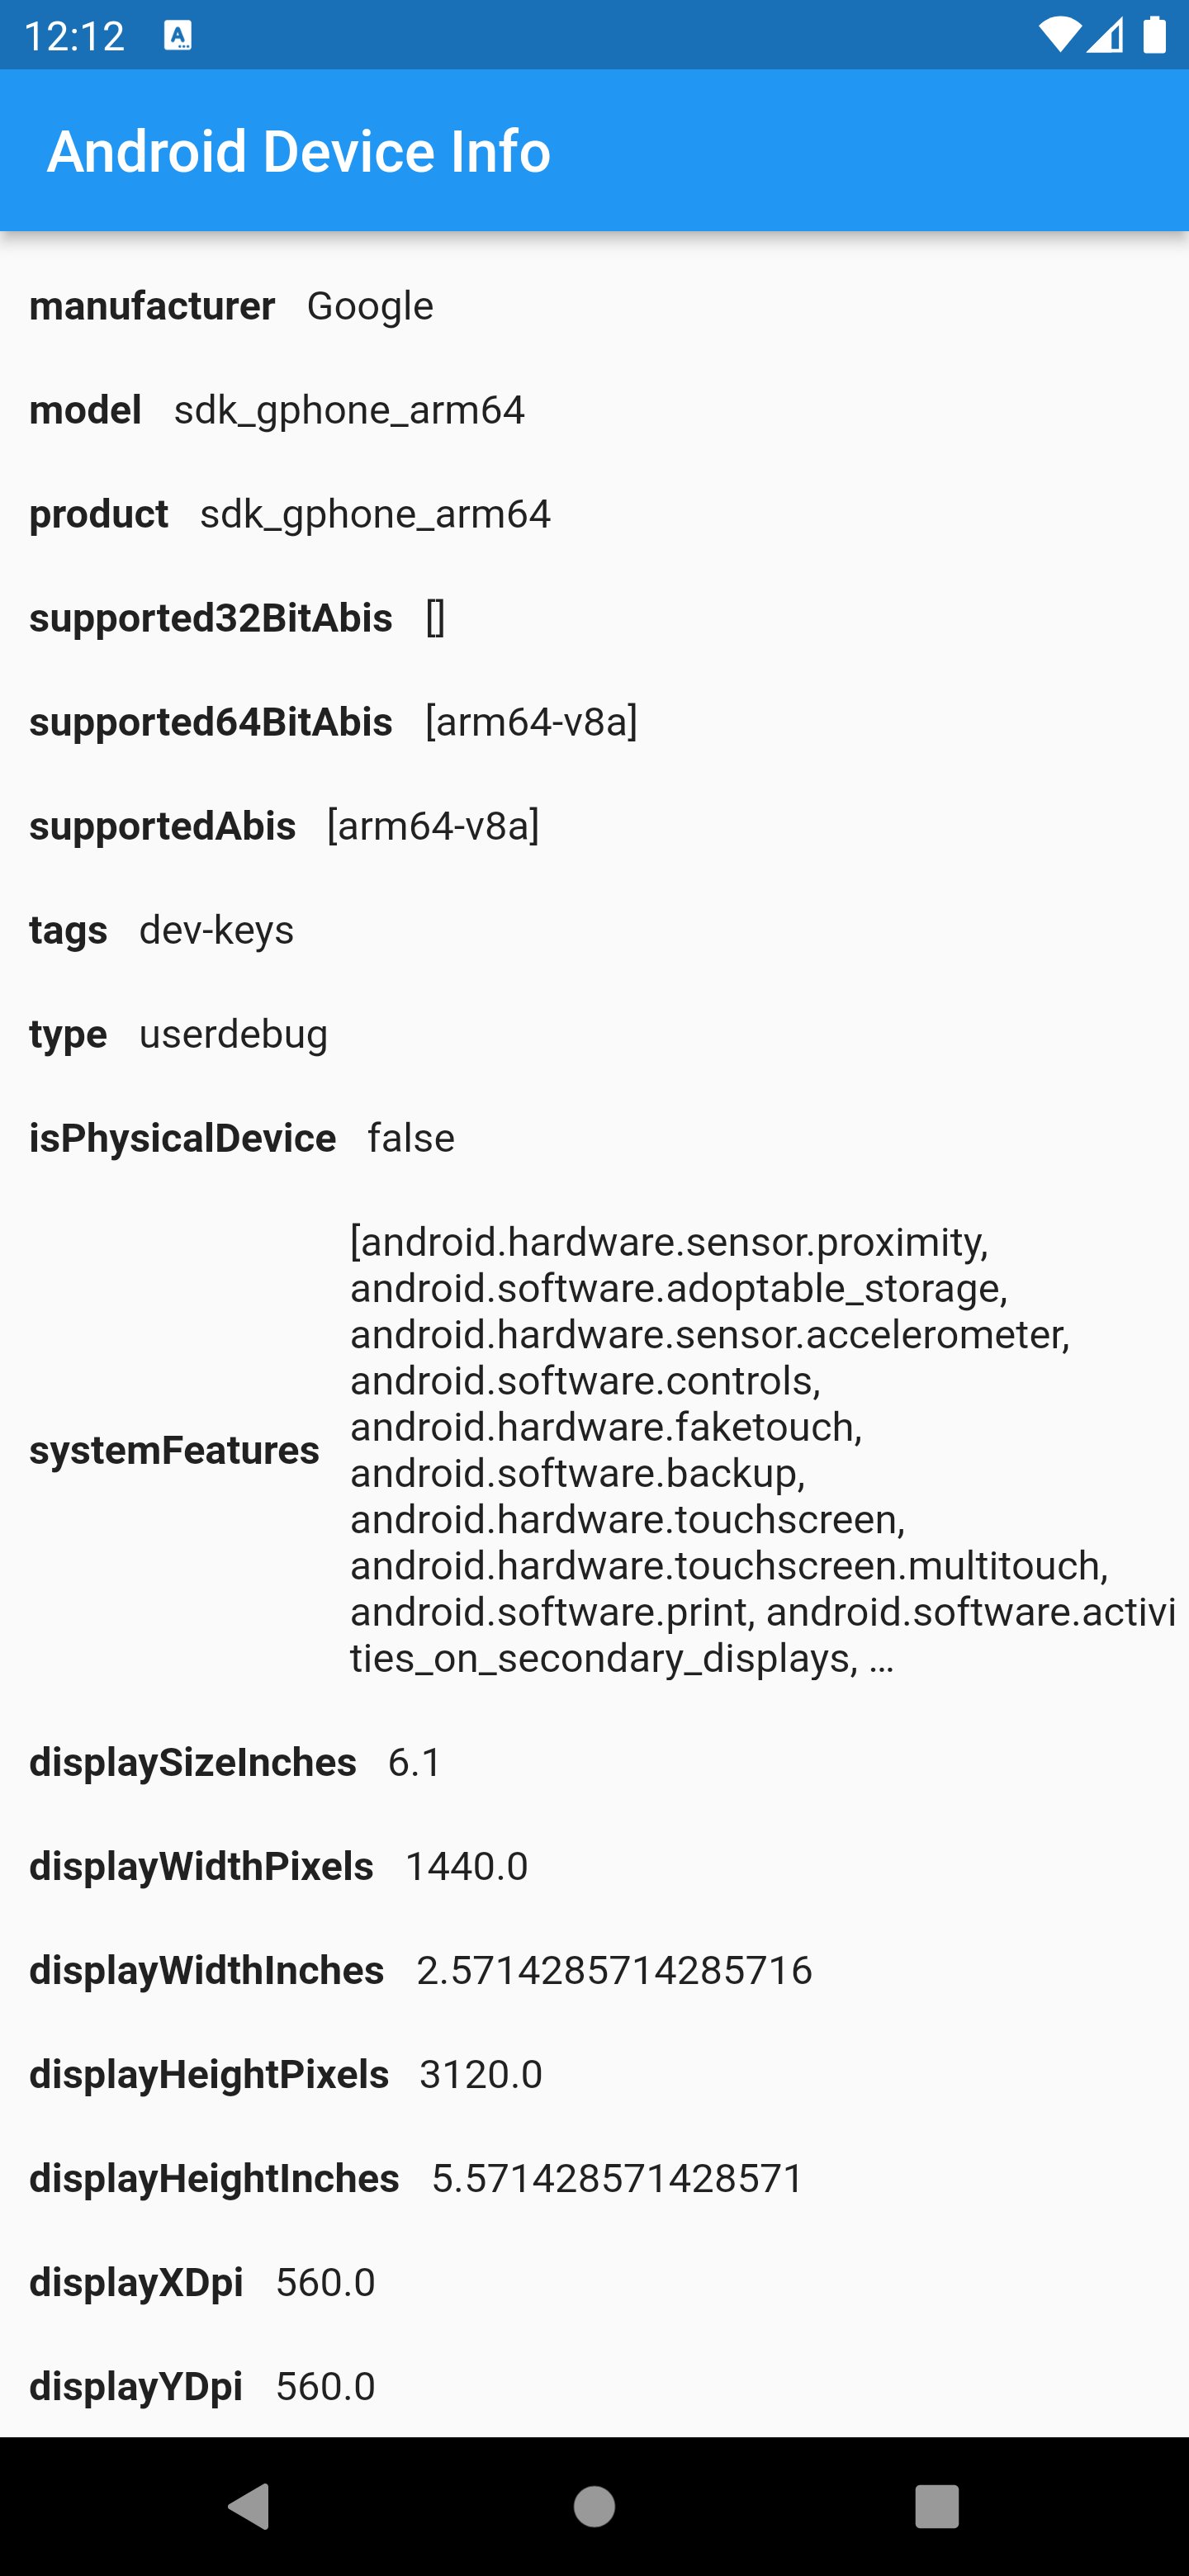 12:12
Android Device Info
manufacturer Google
model sdk_gphone_arm64
product sdk_gphone_arm64
supported32BitAbis []
supported64BitAbis [arm64-v8a]
supportedAbis [arm64-v8a]
tags dev-keys
type userdebug
isPhysicalDevice false
systemFeatures [android.hardware.sensor.proximity,
android.software.adoptable_storage,
android.hardware.sensor.accelerometer,
android.software.controls,
android.hardware.faketouch,
android.software.backup,
android.hardware.touchscreen,
android.hardware.touchscreen.multitouch,
android.software.print, android.software.activi
ties_on_secondary_displays, …
displaySizeInches 6.1
displayWidthPixels 1440.0
displayWidthInches 2.5714285714285716
displayHeightPixels 3120.0
displayHeightInches 5.571428571428571
displayXDpi 560.0
displayYDpi 560.0